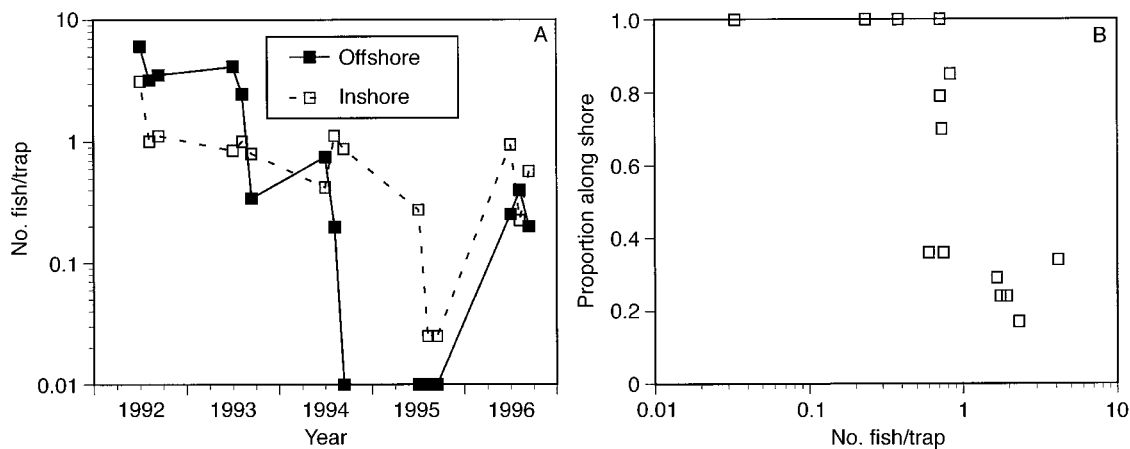 10
1
0.1
0.01
No. fish/trap
A
Offshore
Inshore
1992
1993
1994
1995
1996
Year
1.0
0.8
0.6
0.4
0.2
0
Proportion along shore
B
0.01
0.1
1
10
No. fish/trap